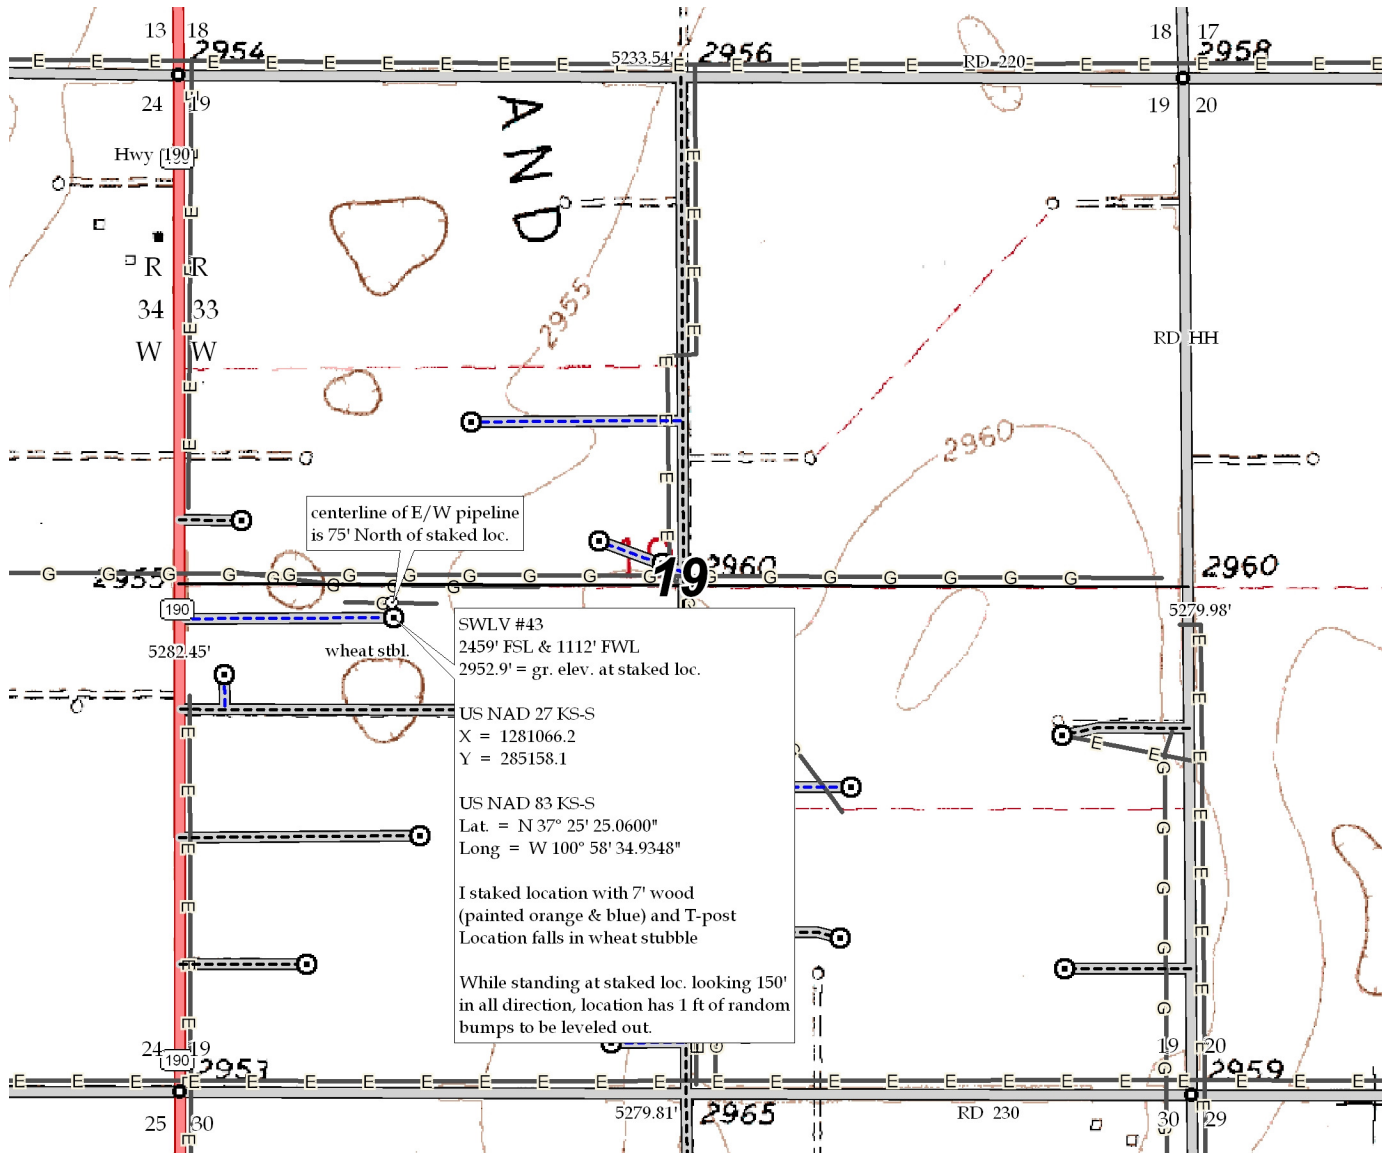 13 18
2954
5233.54'
2956
RD 220
18 17
2958
24 19
19 20
AND
Hwy 190
R R
34 33
W W
2955
RD HH
2960
centerline of E/W pipeline
is 75' North of staked loc.
2955
19
2960
2960
190
5279.98'
5282.45'
wheat stbl.
SWLV #43
2459' FSL & 1112' FWL
2952.9' = gr. elev. at staked loc.
US NAD 27 KS-S
X = 1281066.2
Y = 285158.1
US NAD 83 KS-S
Lat. = N 37° 25' 25.0600"
Long = W 100° 58' 34.9348"
I staked location with 7' wood
(painted orange & blue) and T-post
Location falls in wheat stubble
While standing at staked loc. looking 150'
in all direction, location has 1 ft of random
bumps to be leveled out.
24 19
190
2953
19 20
2959
5279.81'
2965
RD 230
25 30
30 29